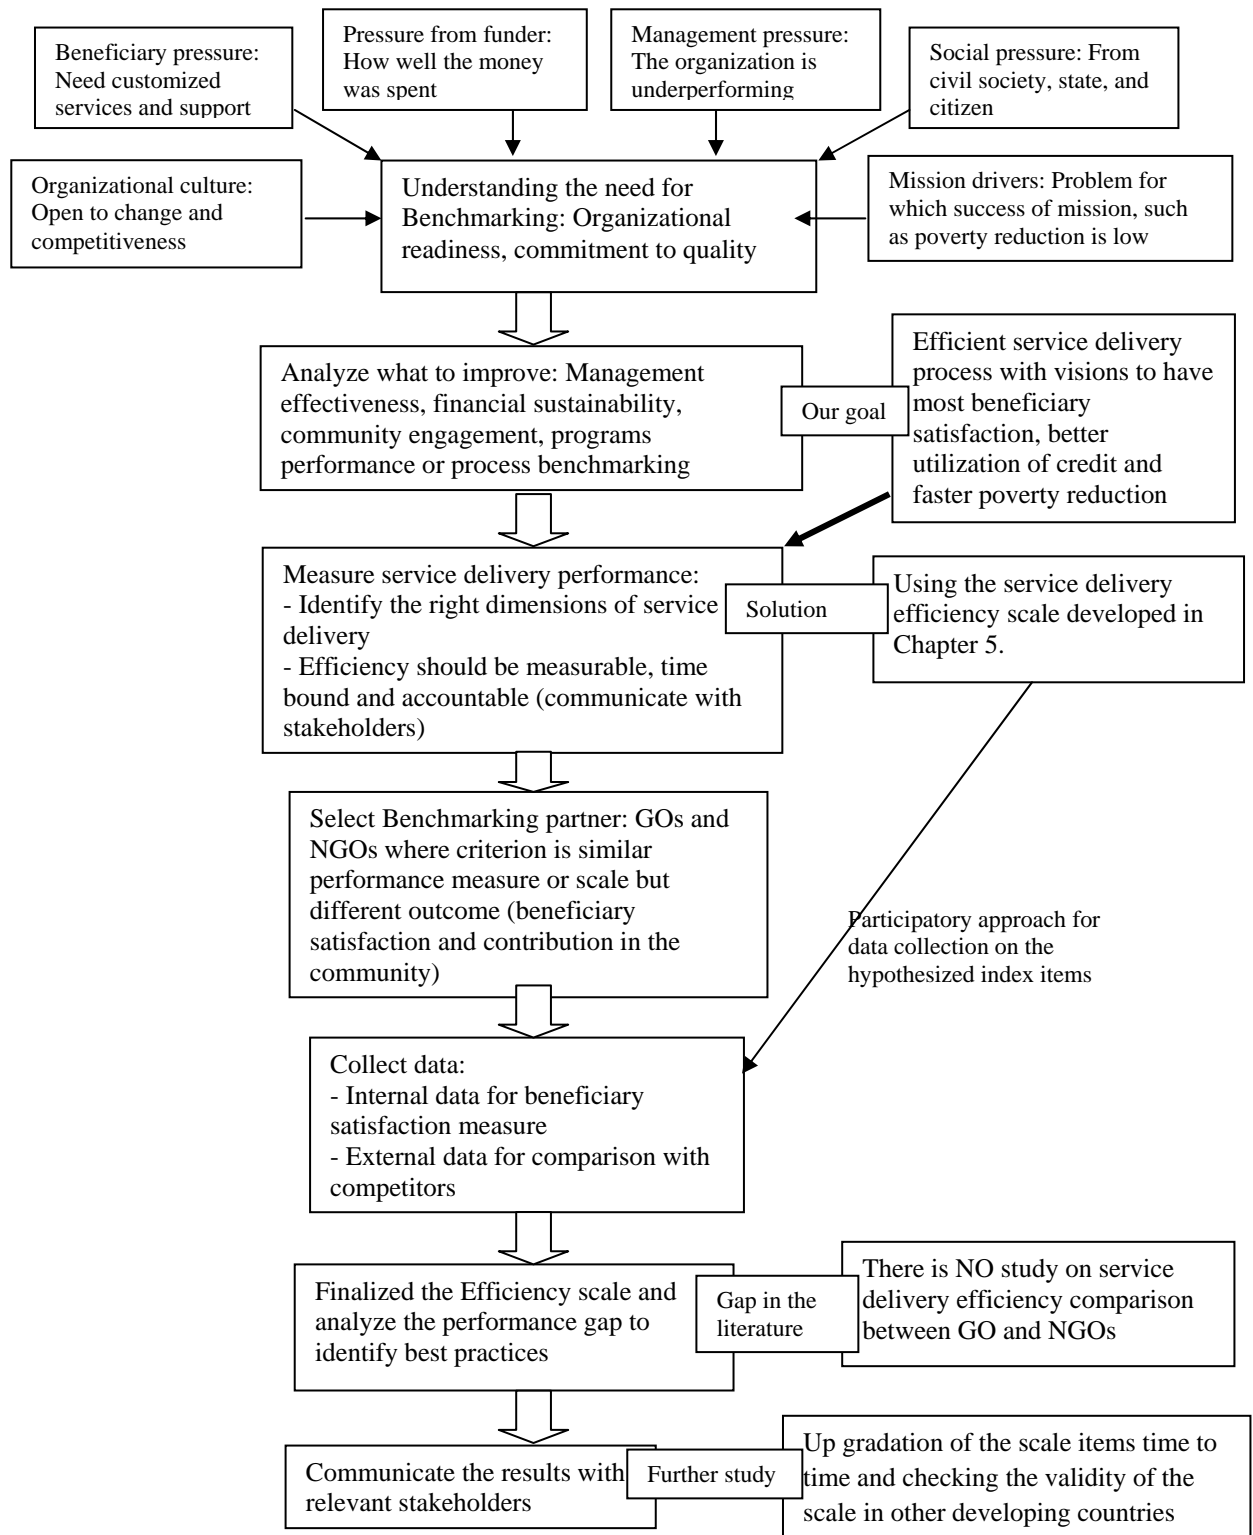 Beneficiary pressure:
Need customized
services and support
Pressure from funder:
How well the money
was spent
Management pressure:
The organization is
underperforming
Social pressure: From
civil society, state, and
citizen
Organizational culture:
Open to change and
competitiveness
Understanding the need for
Benchmarking: Organizational
readiness, commitment to quality
Mission drivers: Problem for
which success of mission, such
as poverty reduction is low
Analyze what to improve: Management
effectiveness, financial sustainability,
community engagement, programs
performance or process benchmarking
Our goal
Efficient service delivery
process with visions to have
most beneficiary
satisfaction, better
utilization of credit and
faster poverty reduction
Measure service delivery performance:
- Identify the right dimensions of service
delivery
- Efficiency should be measurable, time
bound and accountable (communicate with
stakeholders)
Solution
Using the service delivery
efficiency scale developed in
Chapter 5.
Select Benchmarking partner: GOs and
NGOs where criterion is similar
performance measure or scale but
different outcome (beneficiary
satisfaction and contribution in the
community)
Participatory approach for
data collection on the
hypothesized index items
Collect data:
- Internal data for beneficiary
satisfaction measure
- External data for comparison with
competitors
Finalized the Efficiency scale and
analyze the performance gap to
identify best practices
Gap in the
literature
There is NO study on service
delivery efficiency comparison
between GO and NGOs
Communicate the results with
relevant stakeholders
Further study
Up gradation of the scale items time to
time and checking the validity of the
scale in other developing countries